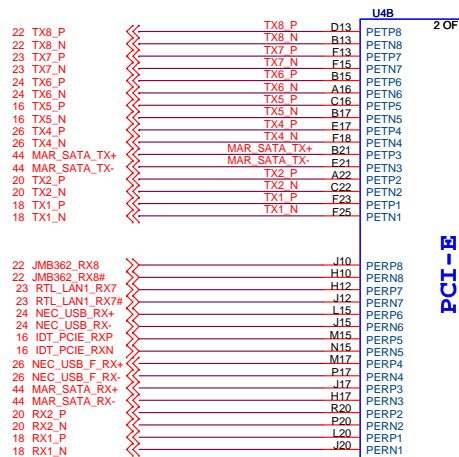 U4B
2 OF
22 TX8_P TX8_P D13 PETP8
22 TX8_N TX8_N B13 PETN8
23 TX7_P TX7_P F13 PETP7
23 TX7_N TX7_N F15 PETN7
24 TX6_P TX6_P B15 PETP6
24 TX6_N TX6_N A16 PETN6
16 TX5_P TX5_P C16 PETP5
16 TX5_N TX5_N B17 PETN5
26 TX4_P TX4_P E17 PETP4
26 TX4_N TX4_N F18 PETN4
44 MAR_SATA_TX+ MAR_SATA_TX+ B21 PETP3
44 MAR_SATA_TX- MAR_SATA_TX- E21 PETN3
20 TX2_P TX2_P A22 PETP2
20 TX2_N TX2_N C22 PETN2
18 TX1_P TX1_P F23 PETP1
18 TX1_N TX1_N F25 PETN1
PCI-E
22 JMB362_RX8 J10 PERP8
22 JMB362_RX8# H10 PERN8
23 RTL_LAN1_RX7 H12 PERP7
23 RTL_LAN1_RX7# J12 PERN7
24 NEC_USB_RX+ L15 PERP6
24 NEC_USB_RX- J15 PERN6
16 IDT_PCIE_RXP M15 PERP5
16 IDT_PCIE_RXN N15 PERN5
26 NEC_USB_F_RX+ M17 PERP4
26 NEC_USB_F_RX- P17 PERN4
44 MAR_SATA_RX+ J17 PERP3
44 MAR_SATA_RX- H17 PERN3
20 RX2_P R20 PERP2
20 RX2_N P20 PERN2
18 RX1_P L20 PERP1
18 RX1_N J20 PERN1